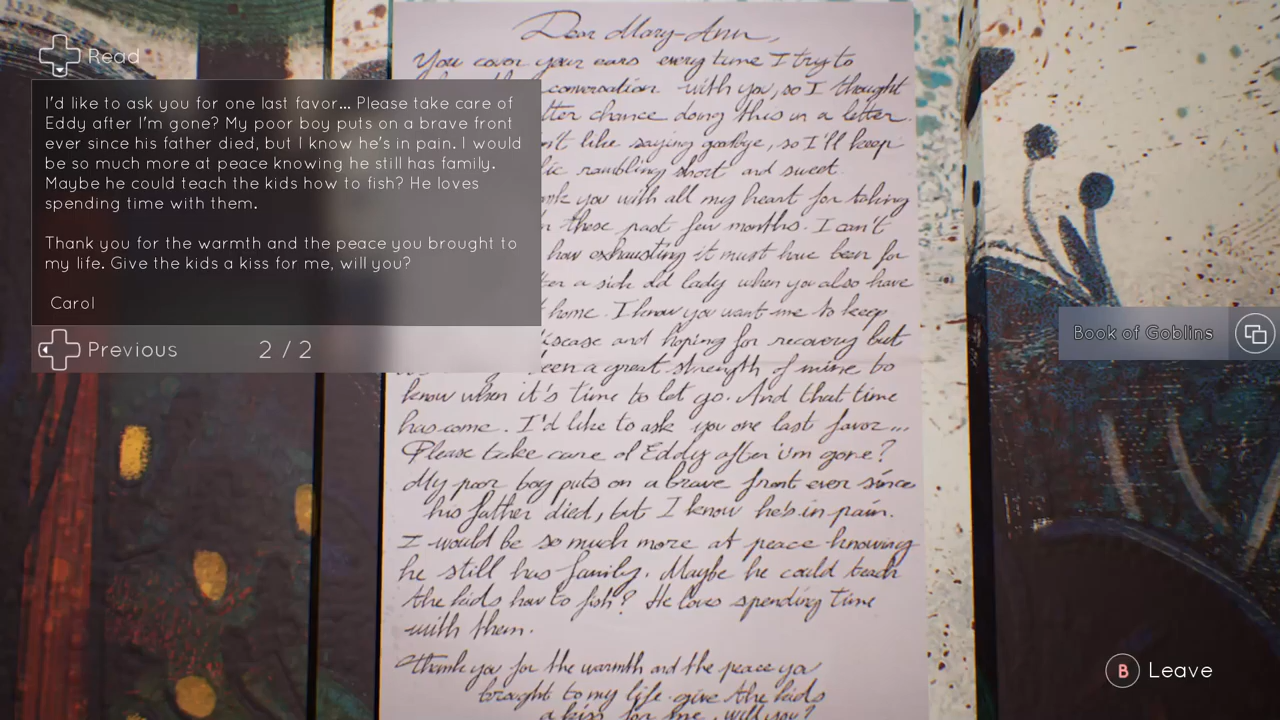 Read
I'd like to ask you for one last favor... Please take care of
Eddy after I'm gone? My poor boy puts on a brave front
ever since his father died, but I know he's in pain. I would
be so much more at peace knowing he still has family.
Maybe he could teach the kids how to fish? He loves
spending time with them.
Thank you for the warmth and the peace you brought to
my life. Give the kids a kiss for me, will you?
Carol
Previous
2 / 2
Dear Mary-Ann,
You cover your ears every time I try to
conversation with you, so I thought
chance doing this in a letter.
like saying goodbye, so I'll keep
rambling short and sweet.
you with all my heart for taking
these past few months. I can't
how exhausting it must have been for
a sick old lady when you also have
home. I know you want me to keep
and hoping for recovery but
been a great strength of mine to
know when it's time to let go. And that time
has come. I'd like to ask you one last favor...
Please take care of Eddy after i'm gone?
My poor boy puts on a brave front ever since
his father died, but I know he's in pain.
I would be so much more at peace knowing
he still has family. Maybe he could teach
the kids how to fish? He loves spending time
with them.
thank you for the warmth and the peace you
brought to my life. give the kids
a kiss for me, will you?
Book of Goblins
B Leave